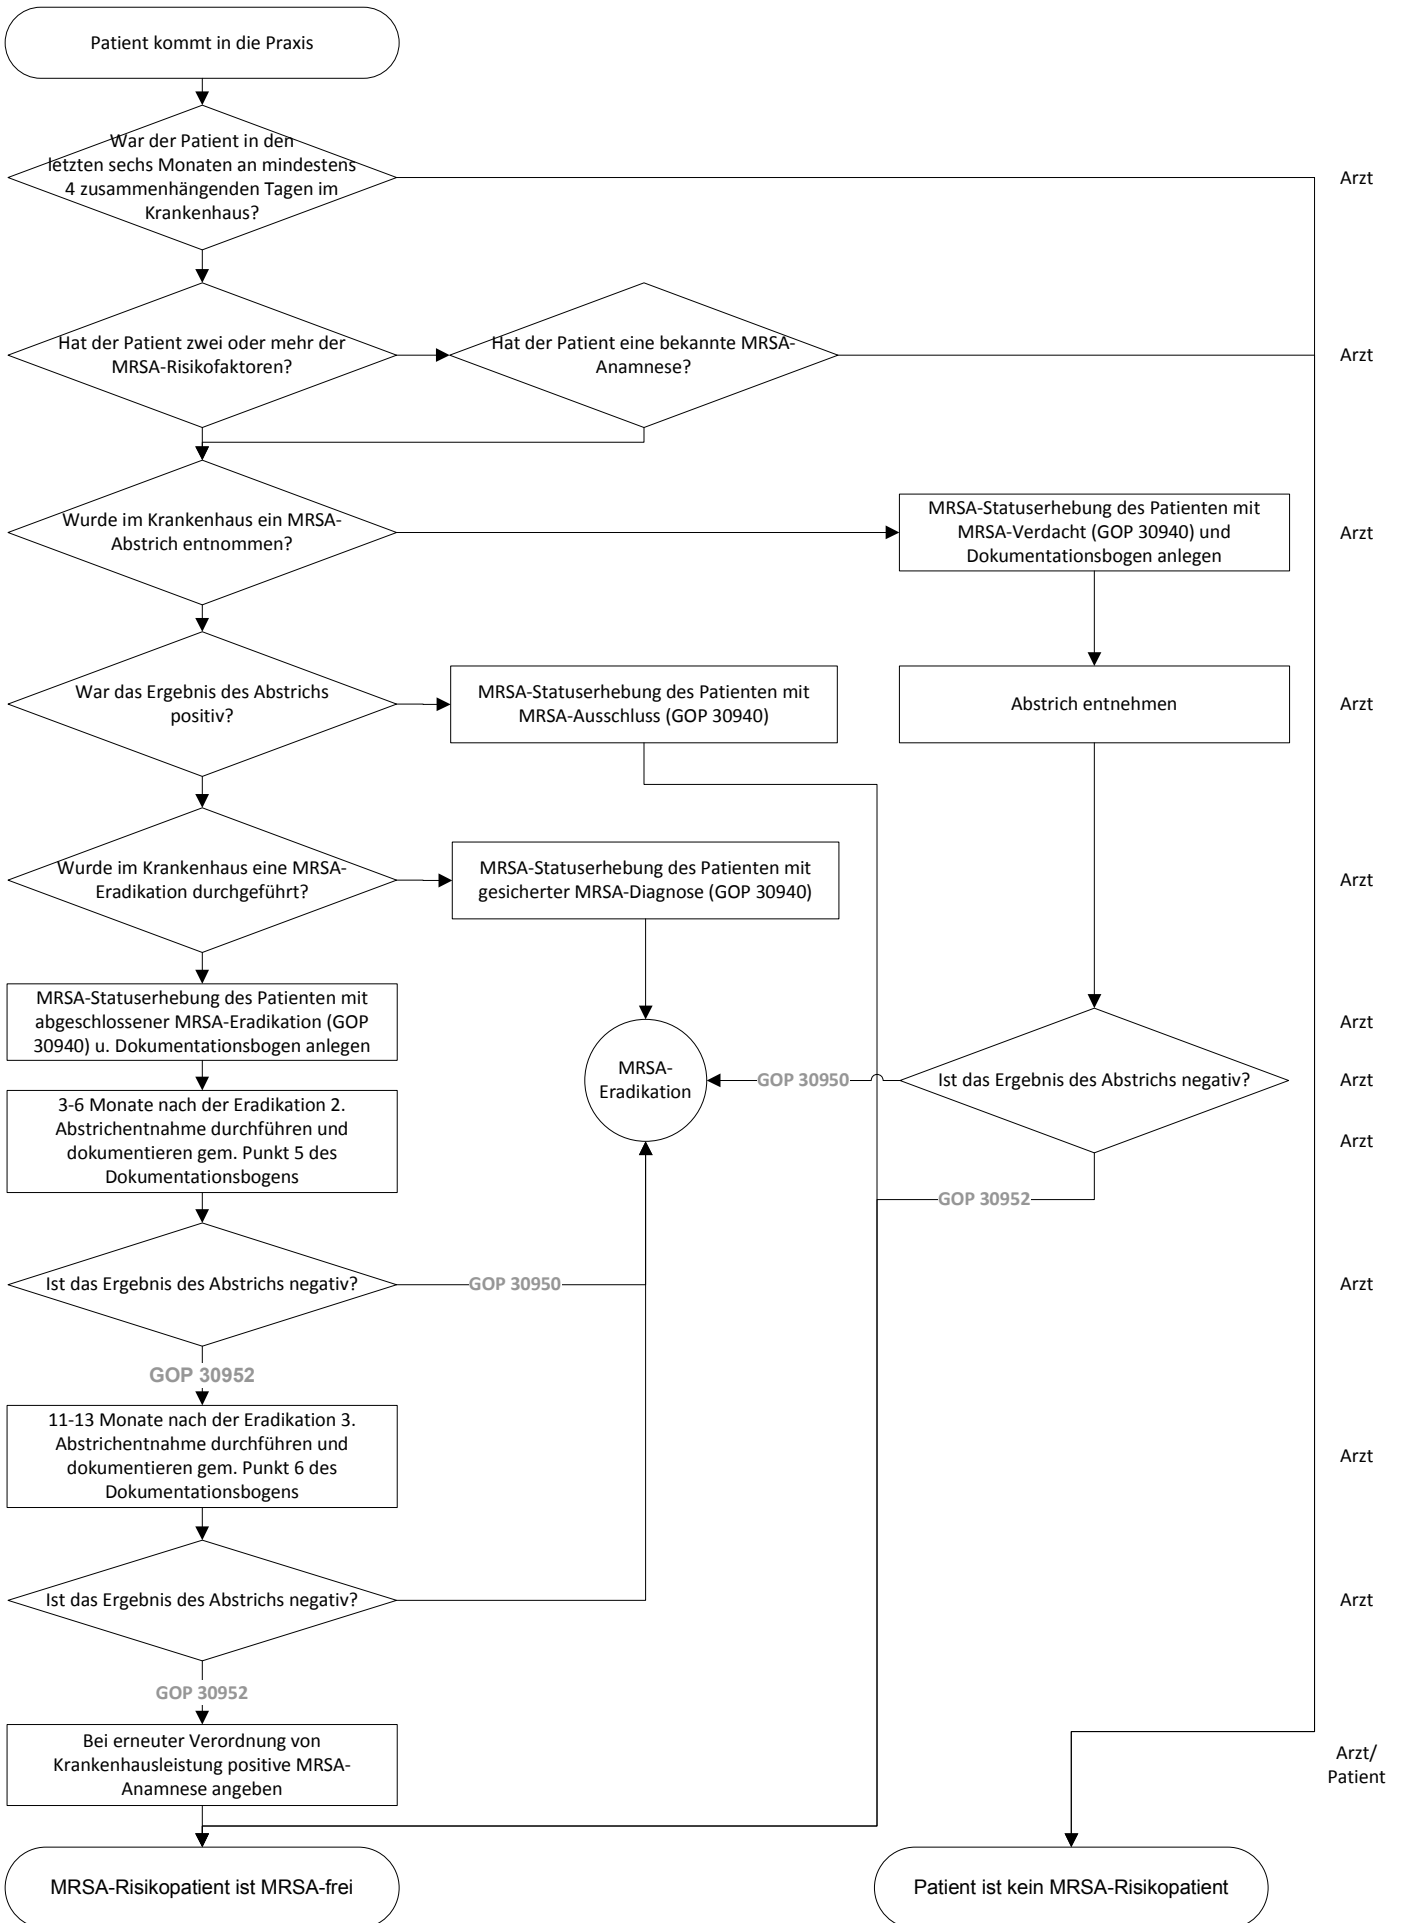 Patient kommt in die Praxis
War der Patient in den
letzten sechs Monaten an mindestens
4 zusammenhängenden Tagen im
Krankenhaus?
Arzt
Hat der Patient zwei oder mehr der
MRSA-Risikofaktoren?
Hat der Patient eine bekannte MRSA-
Anamnese?
Arzt
Wurde im Krankenhaus ein MRSA-
Abstrich entnommen?
MRSA-Statuserhebung des Patienten mit
MRSA-Verdacht (GOP 30940) und
Dokumentationsbogen anlegen
Arzt
War das Ergebnis des Abstrichs
positiv?
MRSA-Statuserhebung des Patienten mit
MRSA-Ausschluss (GOP 30940)
Abstrich entnehmen
Arzt
Wurde im Krankenhaus eine MRSA-
Eradikation durchgeführt?
MRSA-Statuserhebung des Patienten mit
gesicherter MRSA-Diagnose (GOP 30940)
Arzt
MRSA-Statuserhebung des Patienten mit
abgeschlossener MRSA-Eradikation (GOP
30940) u. Dokumentationsbogen anlegen
Arzt
MRSA-
Eradikation
GOP 30950
Ist das Ergebnis des Abstrichs negativ?
Arzt
3-6 Monate nach der Eradikation 2.
Abstrichentnahme durchführen und
dokumentieren gem. Punkt 5 des
Dokumentationsbogens
Arzt
GOP 30952
Ist das Ergebnis des Abstrichs negativ?
GOP 30950
Arzt
GOP 30952
11-13 Monate nach der Eradikation 3.
Abstrichentnahme durchführen und
dokumentieren gem. Punkt 6 des
Dokumentationsbogens
Arzt
Ist das Ergebnis des Abstrichs negativ?
Arzt
GOP 30952
Bei erneuter Verordnung von
Krankenhausleistung positive MRSA-
Anamnese angeben
Arzt/
Patient
MRSA-Risikopatient ist MRSA-frei
Patient ist kein MRSA-Risikopatient